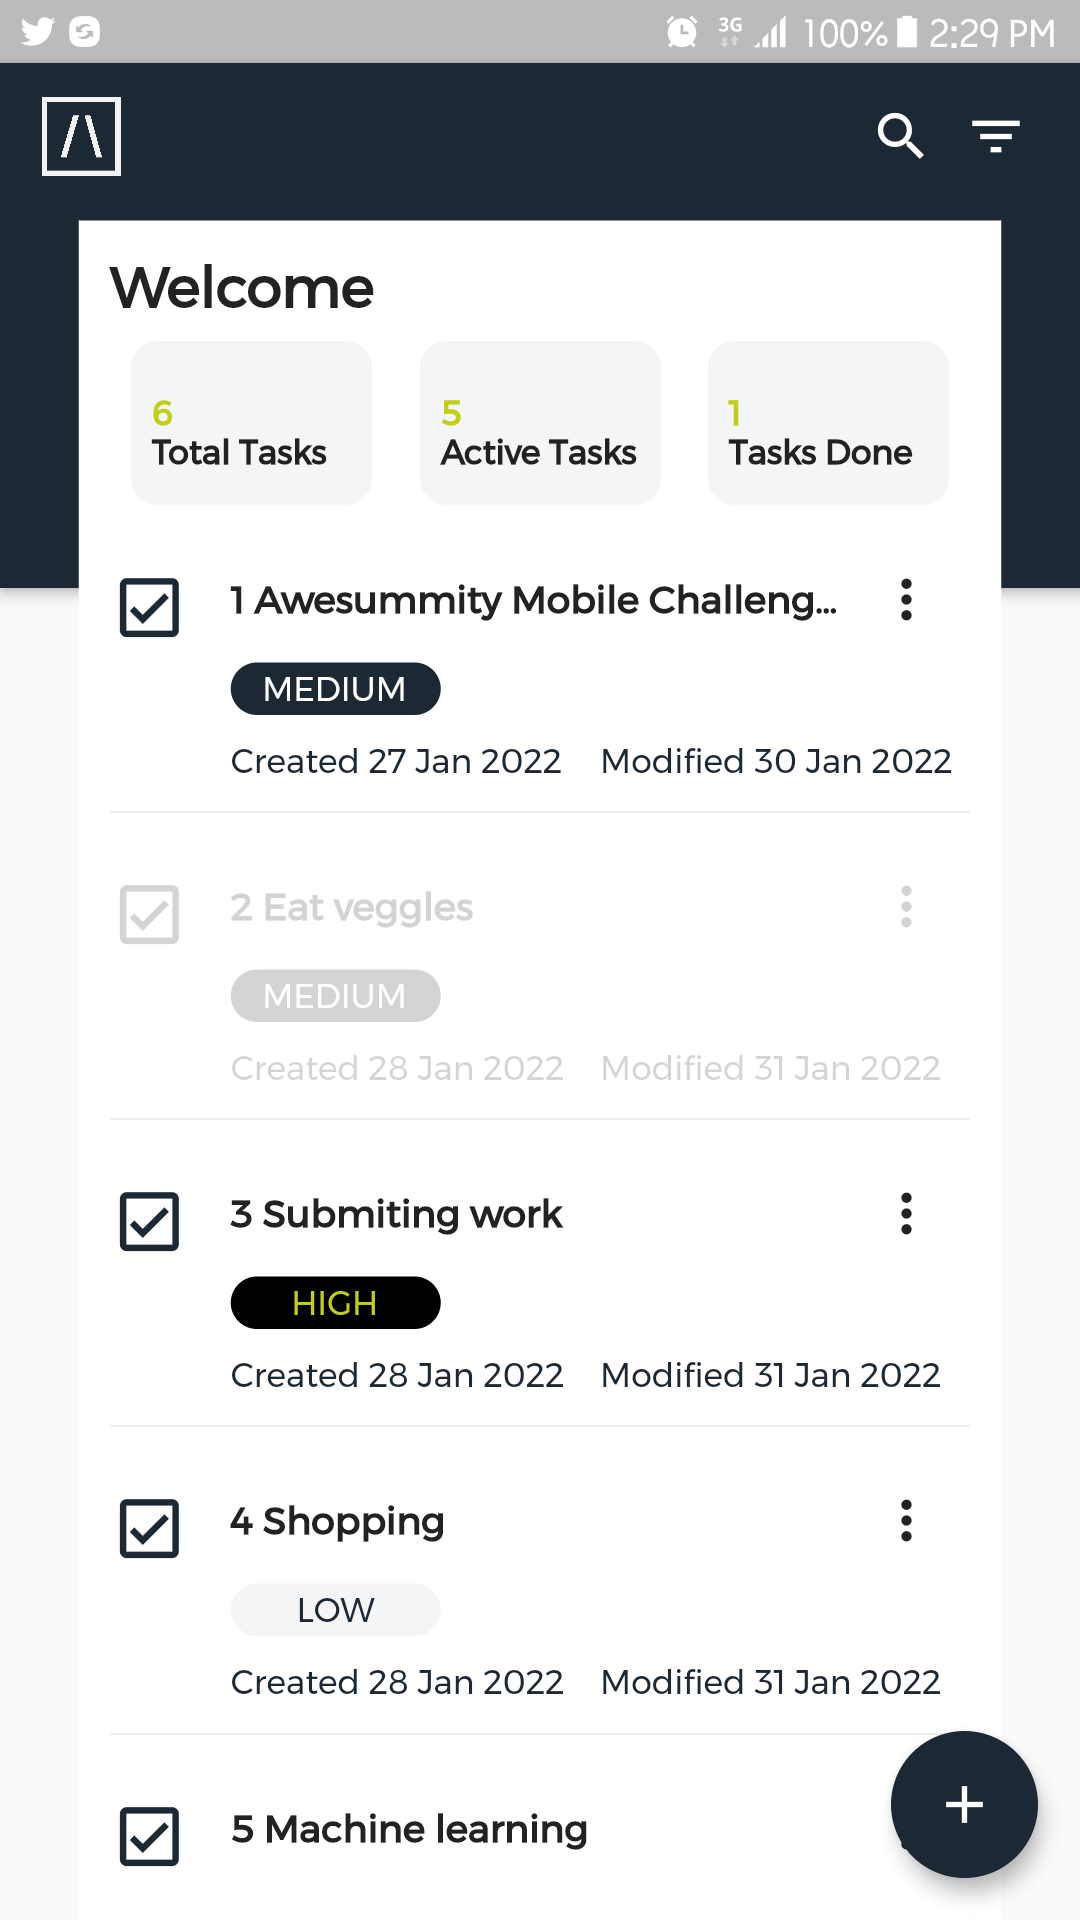 3G 100% 2:29 PM
Welcome
6 5 1
Total Tasks Active Tasks Tasks Done
1 Awesummity Mobile Challeng...
MEDIUM
Created 27 Jan 2022 Modified 30 Jan 2022
2 Eat veggles
MEDIUM
Created 28 Jan 2022 Modified 31 Jan 2022
3 Submiting work
HIGH
Created 28 Jan 2022 Modified 31 Jan 2022
4 Shopping
LOW
Created 28 Jan 2022 Modified 31 Jan 2022
5 Machine learning